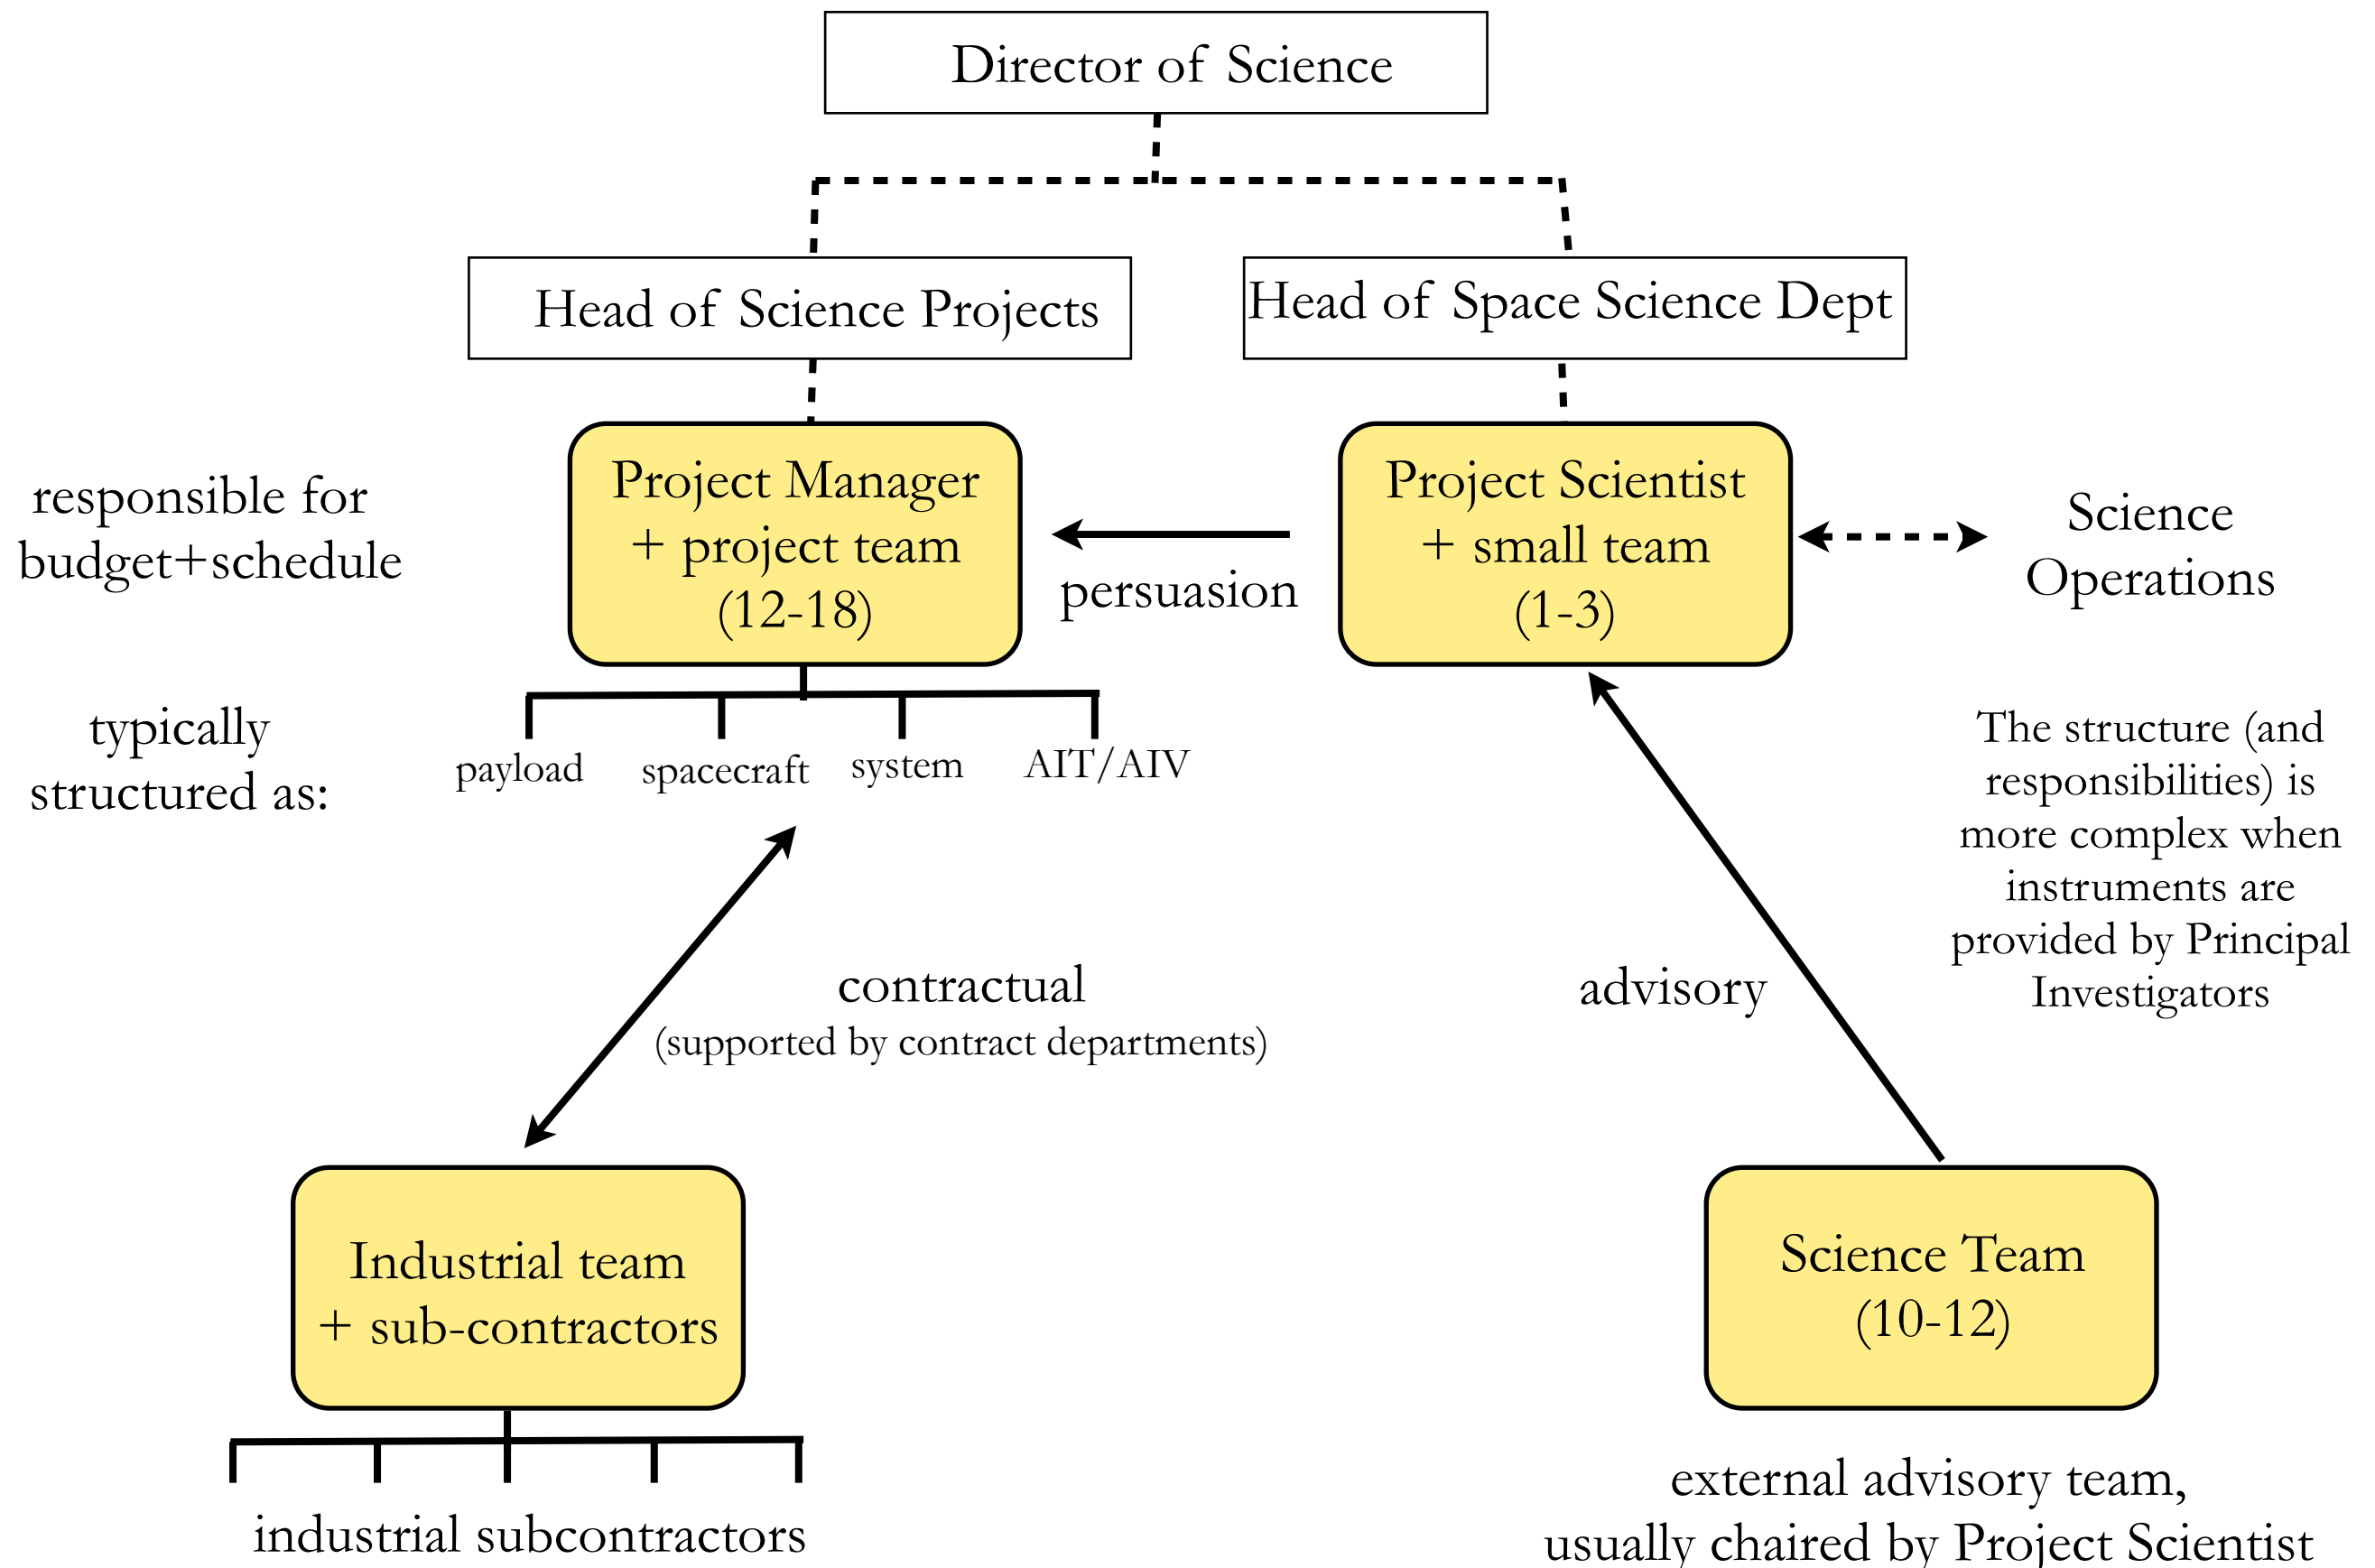 Director of Science
Head of Science Projects
Head of Space Science Dept
responsible for
budget+schedule
Project Manager
+ project team
(12-18)
persuasion
Project Scientist
+ small team
(1-3)
Science
Operations
typically
structured as:
payload
spacecraft
system
AIT/AIV
The structure (and
responsibilities) is
more complex when
instruments are
provided by Principal
Investigators
contractual
(supported by contract departments)
advisory
Industrial team
+ sub-contractors
Science Team
(10-12)
industrial subcontractors
external advisory team,
usually chaired by Project Scientist